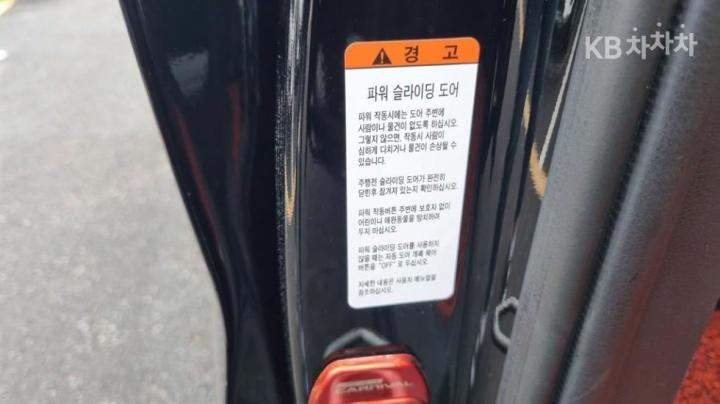 KB차차차
경 고
파워 슬라이딩 도어
파워 작동시에는 도어 주변에
사람이나 물건이 없도록 하십시오.
그렇지 않으면, 작동시 사람이
심하게 다치거나 물건이 손상될 수
있습니다.
주행전 슬라이딩 도어가 완전히
닫힌후 잠겨져 있는지 확인하십시오.
파워 작동버튼 주변에 보호자 없이
어린이나 애완동물을 방치하여
두지 마십시오.
파워 슬라이딩 도어를 사용하지
않을 때는 자동 도어 개폐 제어
버튼을 "OFF" 로 두십시오.
자세한 내용은 사용자 매뉴얼을
참조하십시오.
CARNIVAL